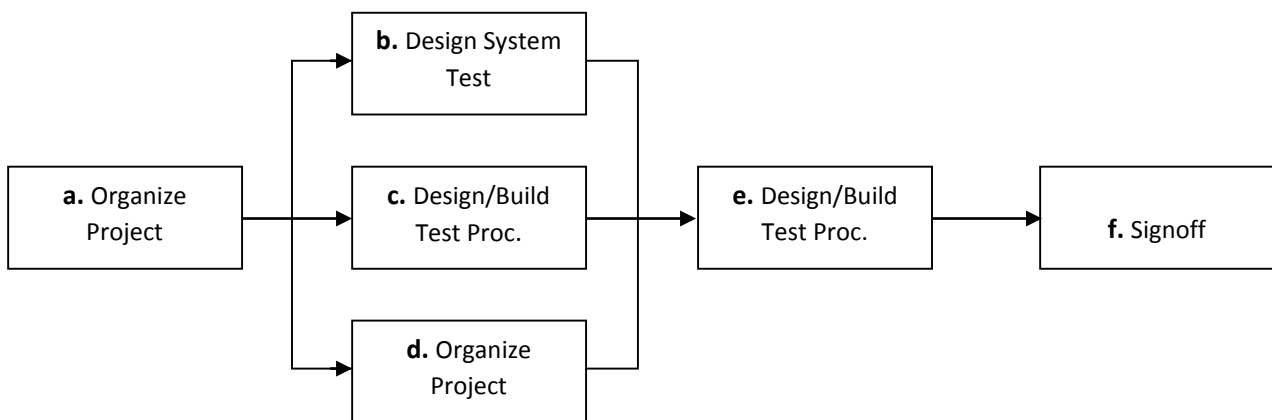 b. Design System
Test
a. Organize
Project
c. Design/Build
Test Proc.
e. Design/Build
Test Proc.
f. Signoff
d. Organize
Project